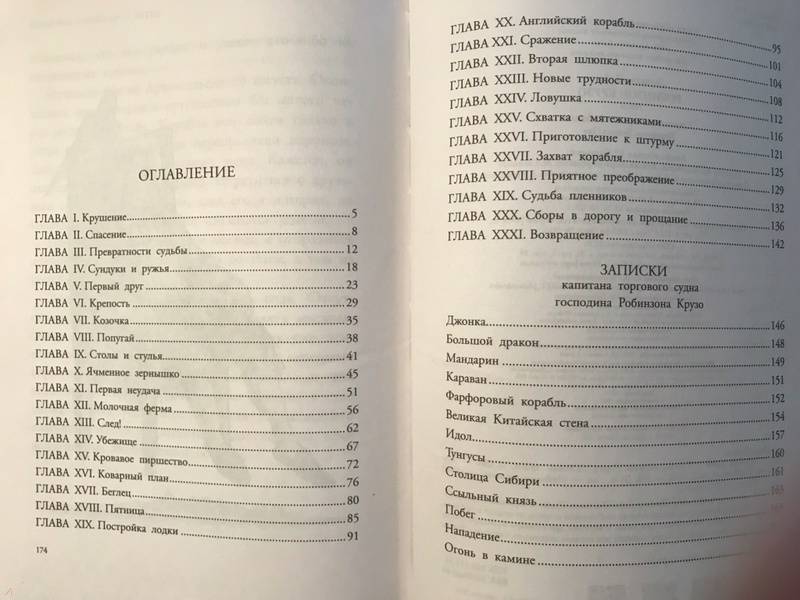 ОГЛАВЛЕНИЕ
ГЛАВА I. Крушение 5
ГЛАВА II. Спасение 8
ГЛАВА III. Превратности судьбы 12
ГЛАВА IV. Сундуки и ружья 18
ГЛАВА V. Первый друг 23
ГЛАВА VI. Крепость 29
ГЛАВА VII. Козочка 35
ГЛАВА VIII. Попугай 38
ГЛАВА IX. Столы и стулья 41
ГЛАВА X. Ячменное зернышко 45
ГЛАВА XI. Первая неудача 51
ГЛАВА XII. Молочная ферма 56
ГЛАВА XIII. След! 62
ГЛАВА XIV. Убежище 67
ГЛАВА XV. Кровавое пиршество 72
ГЛАВА XVI. Коварный план 76
ГЛАВА XVII. Беглец 80
ГЛАВА XVIII. Пятница 85
ГЛАВА XIX. Постройка лодки 91
174
ГЛАВА XX. Английский корабль 95
ГЛАВА XXI. Сражение 101
ГЛАВА XXII. Вторая шлюпка 104
ГЛАВА XXIII. Новые трудности 108
ГЛАВА XXIV. Ловушка 112
ГЛАВА XXV. Схватка с мятежниками 116
ГЛАВА XXVI. Приготовление к штурму 121
ГЛАВА XXVII. Захват корабля 125
ГЛАВА XXVIII. Приятное преображение 129
ГЛАВА XIX. Судьба пленников 132
ГЛАВА XXX. Сборы в дорогу и прощание 136
ГЛАВА XXXI. Возвращение 142
ЗАПИСКИ
капитана торгового судна
господина Робинзона Крузо
Джонка 146
Большой дракон 148
Мандарин 149
Караван 151
Фарфоровый корабль 152
Великая Китайская стена 154
Идол 157
Тунгусы 160
Столица Сибири 161
Ссыльный князь
Побег
Нападение
Огонь в камине